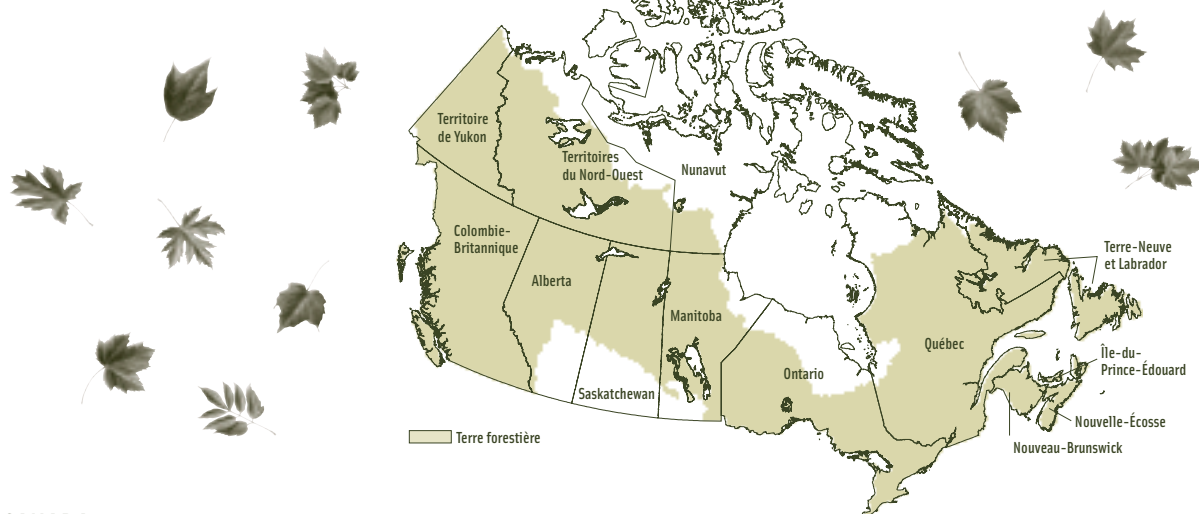 Territoire
de Yukon
Territoires
du Nord-Ouest
Nunavut
Colombie-
Britannique
Alberta
Manitoba
Saskatchewan
Ontario
Québec
Terre-Neuve
et Labrador
Île-du-
Prince-Édouard
Nouvelle-Écosse
Nouveau-Brunswick
Terre forestière